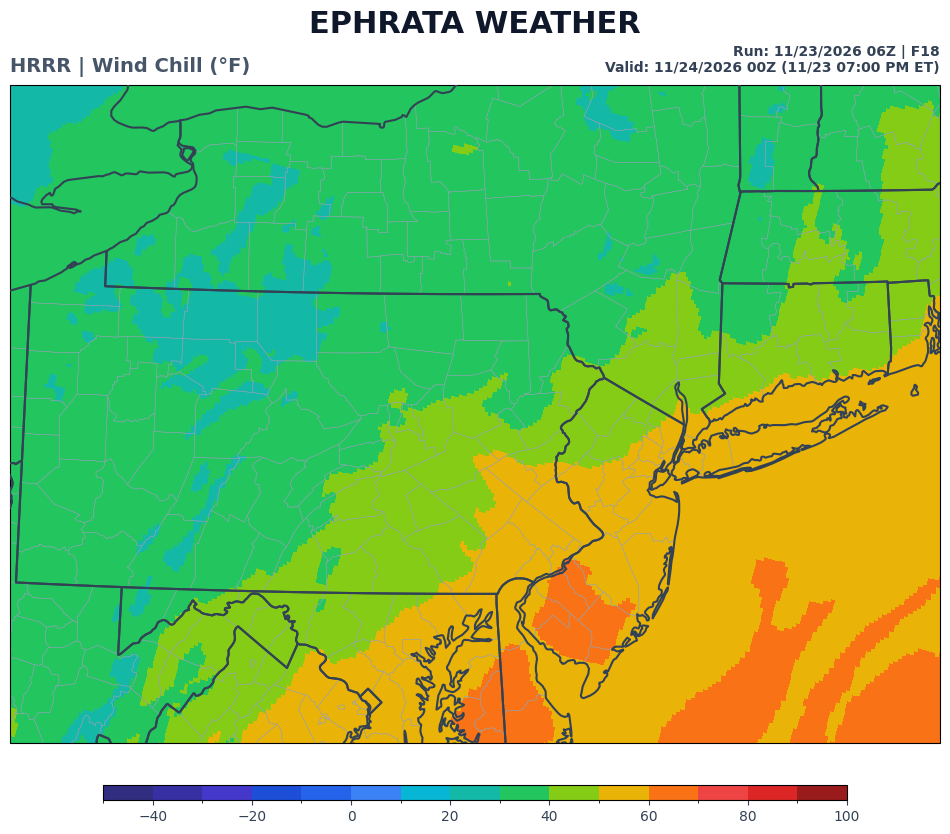 EPHRATA WEATHER
HRRR | Wind Chill (°F)
Run: 11/23/2026 06Z | F18
Valid: 11/24/2026 00Z (11/23 07:00 PM ET)
−40 −20 0 20 40 60 80 100